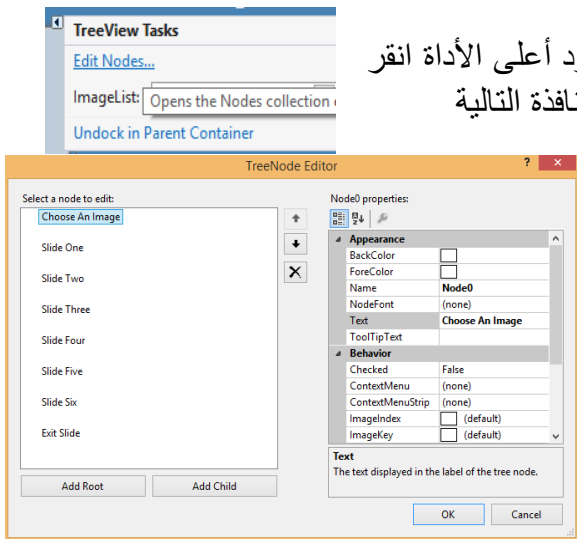 TreeView Tasks
Edit Nodes...
ImageList:
Opens the Nodes collection
Undock in Parent Container
أعلى الأداة انقر
التالية
TreeNode Editor
?
Select a node to edit:
Choose An Image
Slide One
Slide Two
Slide Three
Slide Four
Slide Five
Slide Six
Exit Slide
Add Root Add Child
Node0 properties:
Appearance
BackColor
ForeColor
Name Node0
NodeFont (none)
Text Choose An Image
ToolTipText
Behavior
Checked False
ContextMenu (none)
ContextMenuStrip (none)
ImageIndex (default)
ImageKey (default)
Text
The text displayed in the label of the tree node.
OK Cancel